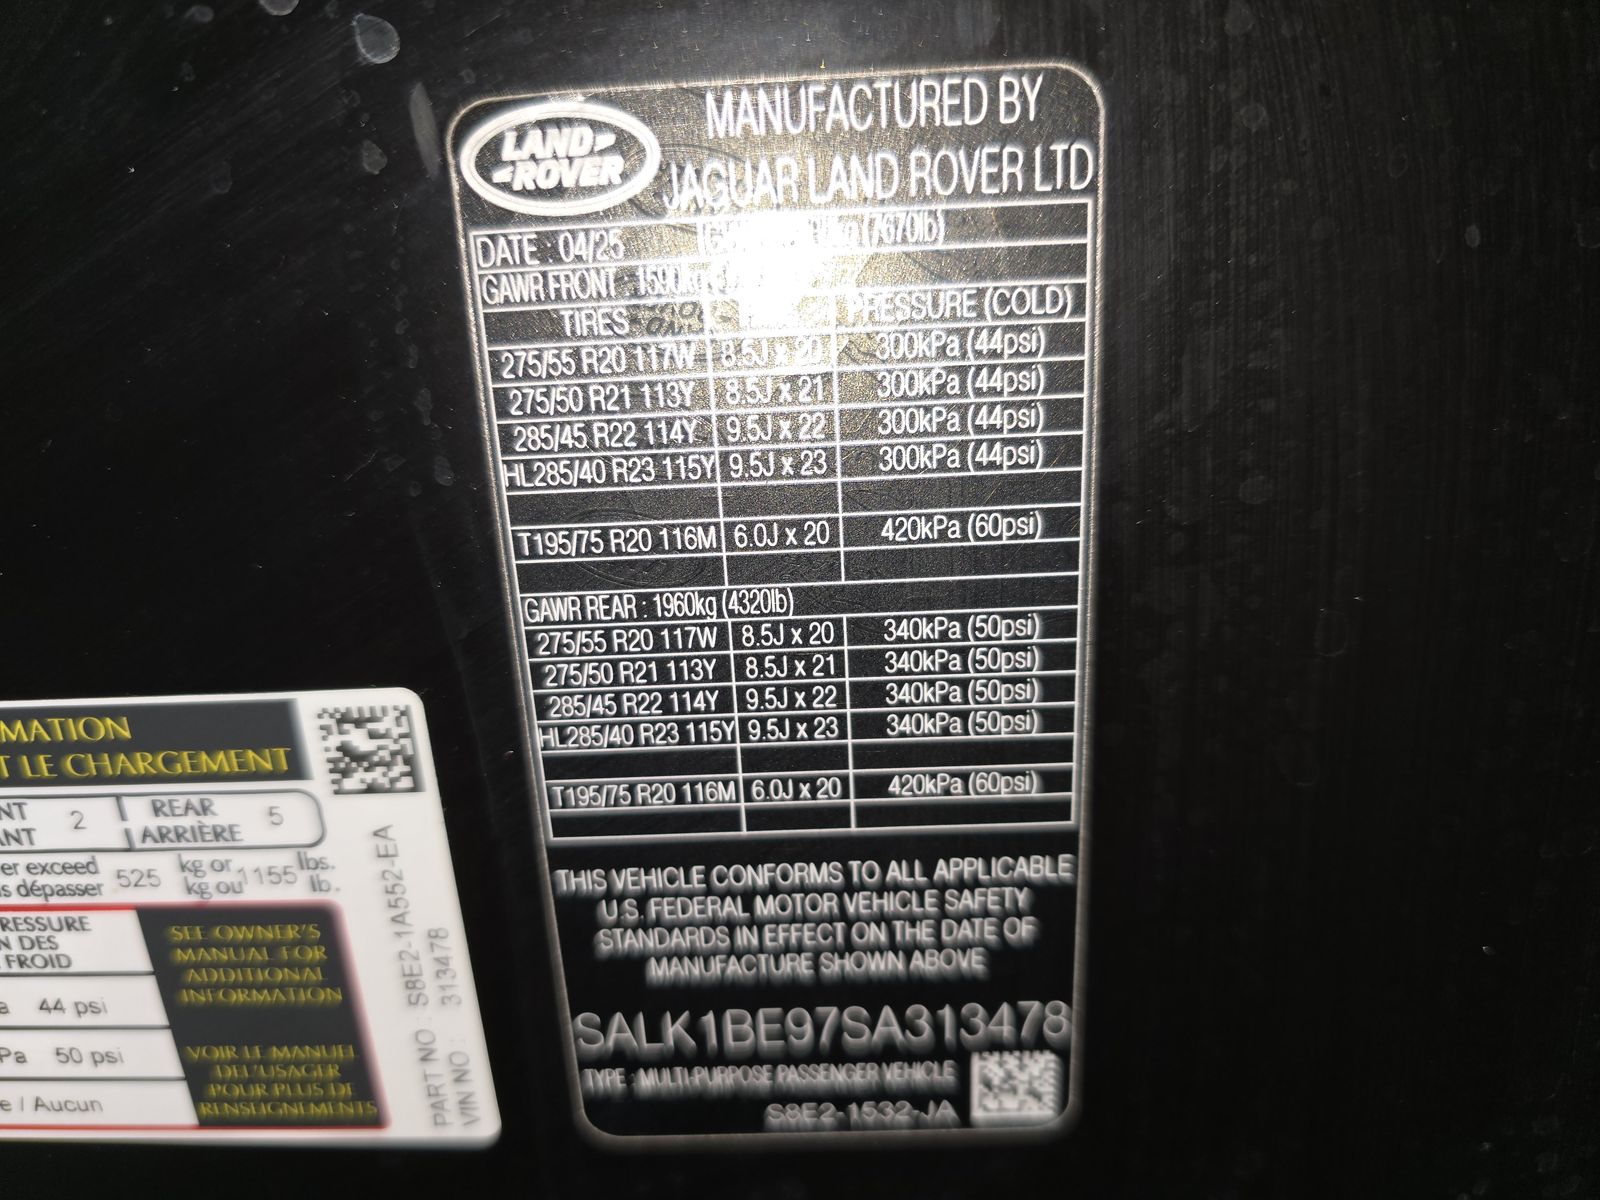 LAND ROVER
MANUFACTURED BY
JAGUAR LAND ROVER LTD
DATE : 04/25 (7670lb)
GAWR FRONT : 1590kg
TIRES PRESSURE (COLD)
275/55 R20 117W 8.5J x 20 300kPa (44psi)
275/50 R21 113Y 8.5J x 21 300kPa (44psi)
285/45 R22 114Y 9.5J x 22 300kPa (44psi)
HL285/40 R23 115Y 9.5J x 23 300kPa (44psi)
T195/75 R20 116M 6.0J x 20 420kPa (60psi)
GAWR REAR : 1960kg (4320lb)
275/55 R20 117W 8.5J x 20 340kPa (50psi)
275/50 R21 113Y 8.5J x 21 340kPa (50psi)
285/45 R22 114Y 9.5J x 22 340kPa (50psi)
HL285/40 R23 115Y 9.5J x 23 340kPa (50psi)
T195/75 R20 116M 6.0J x 20 420kPa (60psi)
THIS VEHICLE CONFORMS TO ALL APPLICABLE
U.S. FEDERAL MOTOR VEHICLE SAFETY
STANDARDS IN EFFECT ON THE DATE OF
MANUFACTURE SHOWN ABOVE
SALK1BE97SA313478
TYPE : MULTI-PURPOSE PASSENGER VEHICLE
S8E2-1532-JA
MATION
T LE CHARGEMENT
NT 2 REAR 5
ANT ARRIÈRE
er exceed 525 kg or 1155 lbs.
s dépasser kg ou lb.
RESSURE
N DES
FROID
a 44 psi
Pa 50 psi
e / Aucun
SEE OWNER'S
MANUAL FOR
ADDITIONAL
INFORMATION
VOIR LE MANUEL
DE L'USAGER
POUR PLUS DE
RENSEIGNEMENTS
PART NO : S8E2-1A552-EA
VIN NO : 313478